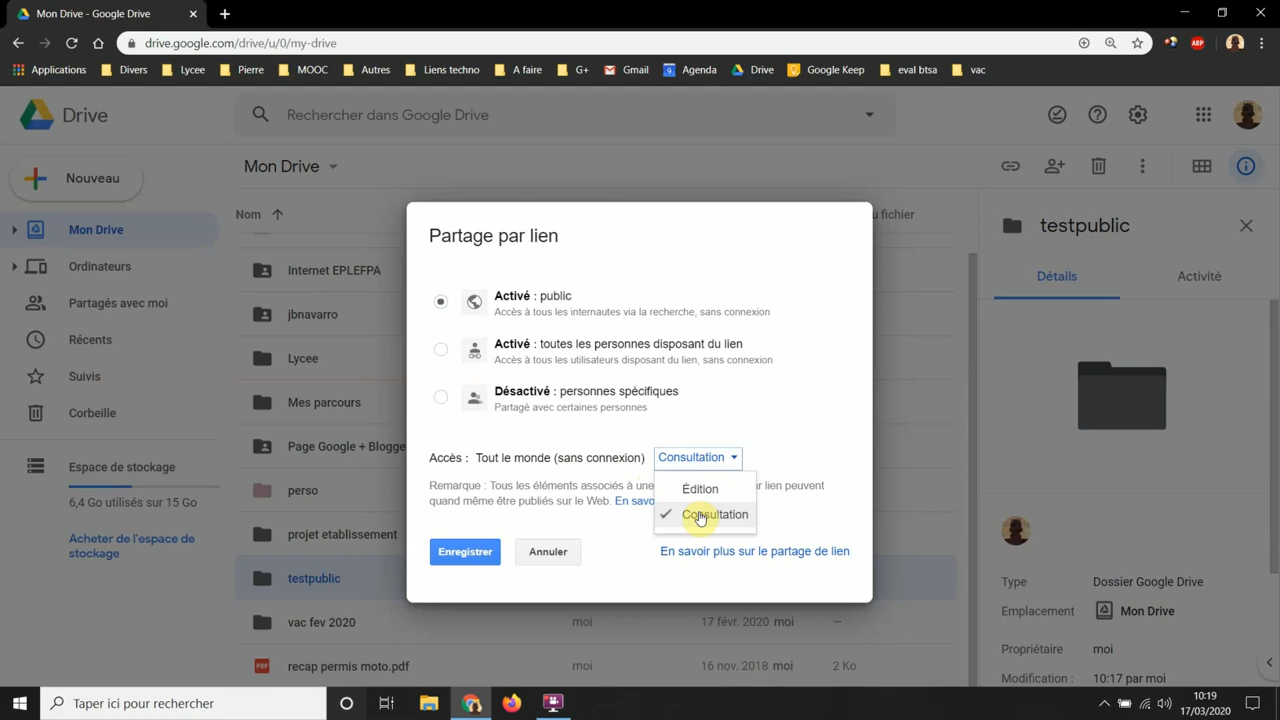 Mon Drive - Google Drive
drive.google.com/drive/u/0/my-drive
Applications Divers Lycee Pierre MOOC Autres Liens techno A faire G+ Gmail Agenda Drive Google Keep eval btsa vac
Drive
Rechercher dans Google Drive
Nouveau
Mon Drive
Mon Drive
Ordinateurs
Partagés avec moi
Récents
Suivis
Corbeille
Espace de stockage
6,4 Go utilisés sur 15 Go
Acheter de l'espace de
stockage
Nom
u fichier
Internet EPLEFPA
jbnavarro
Lycee
Mes parcours
Page Google + Blogge
perso
projet etablissement
testpublic
vac fev 2020 moi 17 févr. 2020 moi —
recap permis moto.pdf moi 16 nov. 2018 moi 2 Ko
Partage par lien
Activé : public
Accès à tous les internautes via la recherche, sans connexion
Activé : toutes les personnes disposant du lien
Accès à tous les utilisateurs disposant du lien, sans connexion
Désactivé : personnes spécifiques
Partagé avec certaines personnes
Accès : Tout le monde (sans connexion) Consultation
Édition
Consultation
Remarque : Tous les éléments associés à une ar lien peuvent
quand même être publiés sur le Web. En savo
Enregistrer Annuler En savoir plus sur le partage de lien
testpublic
Détails Activité
Type Dossier Google Drive
Emplacement Mon Drive
Propriétaire moi
Modification : 10:17 par moi
Taper ici pour rechercher
10:19
17/03/2020